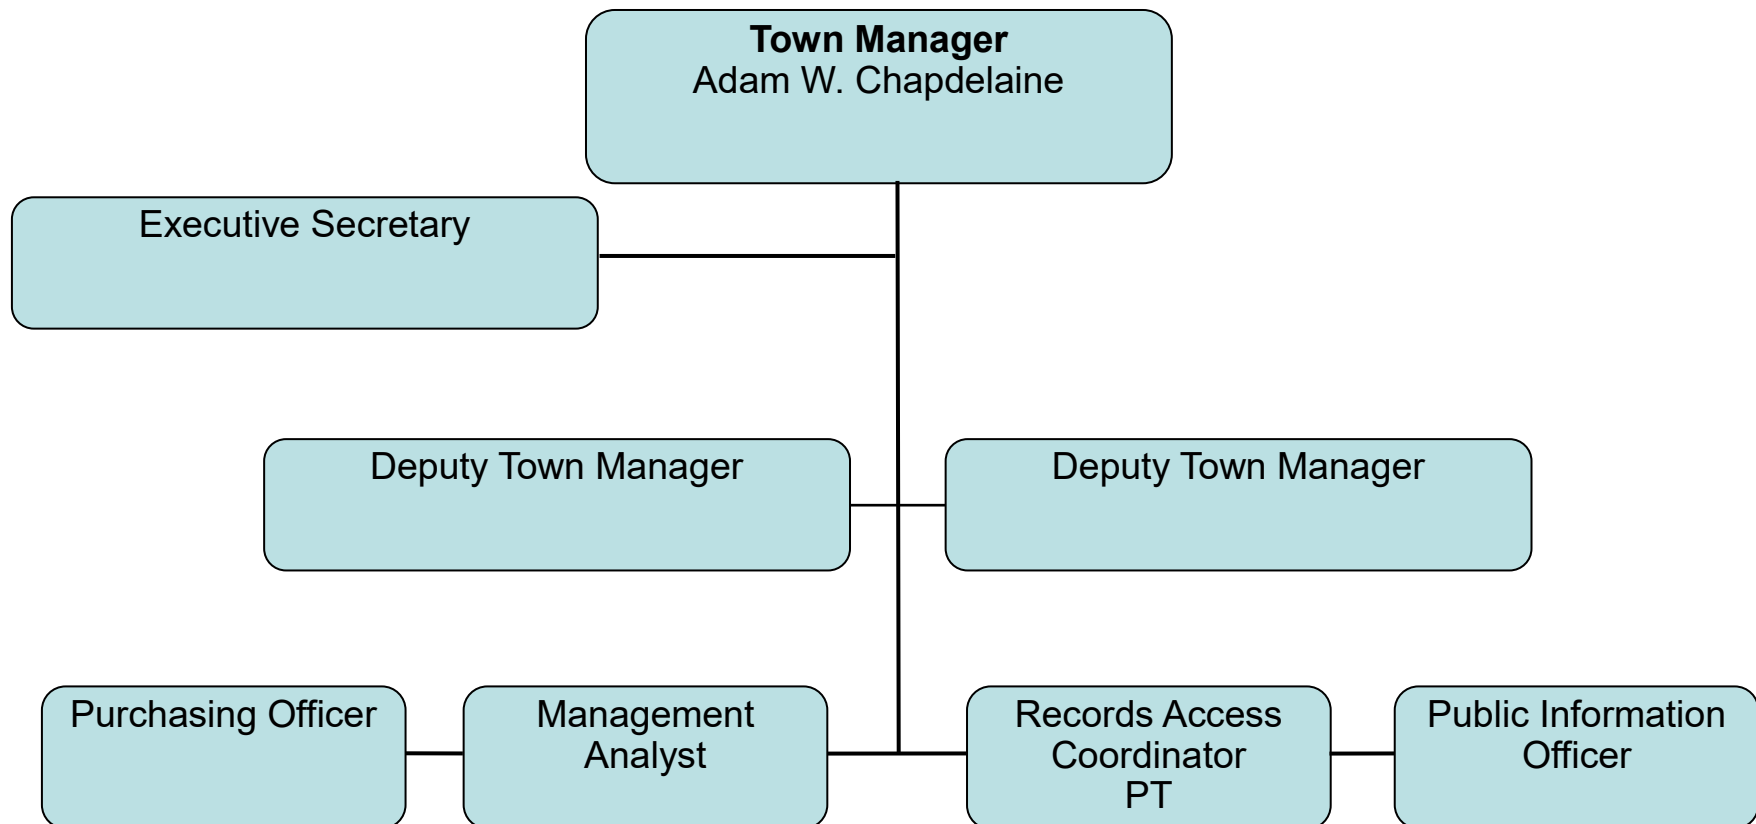 Town Manager
Adam W. Chapdelaine
Executive Secretary
Deputy Town Manager
Deputy Town Manager
Purchasing Officer
Management
Analyst
Records Access
Coordinator
PT
Public Information
Officer